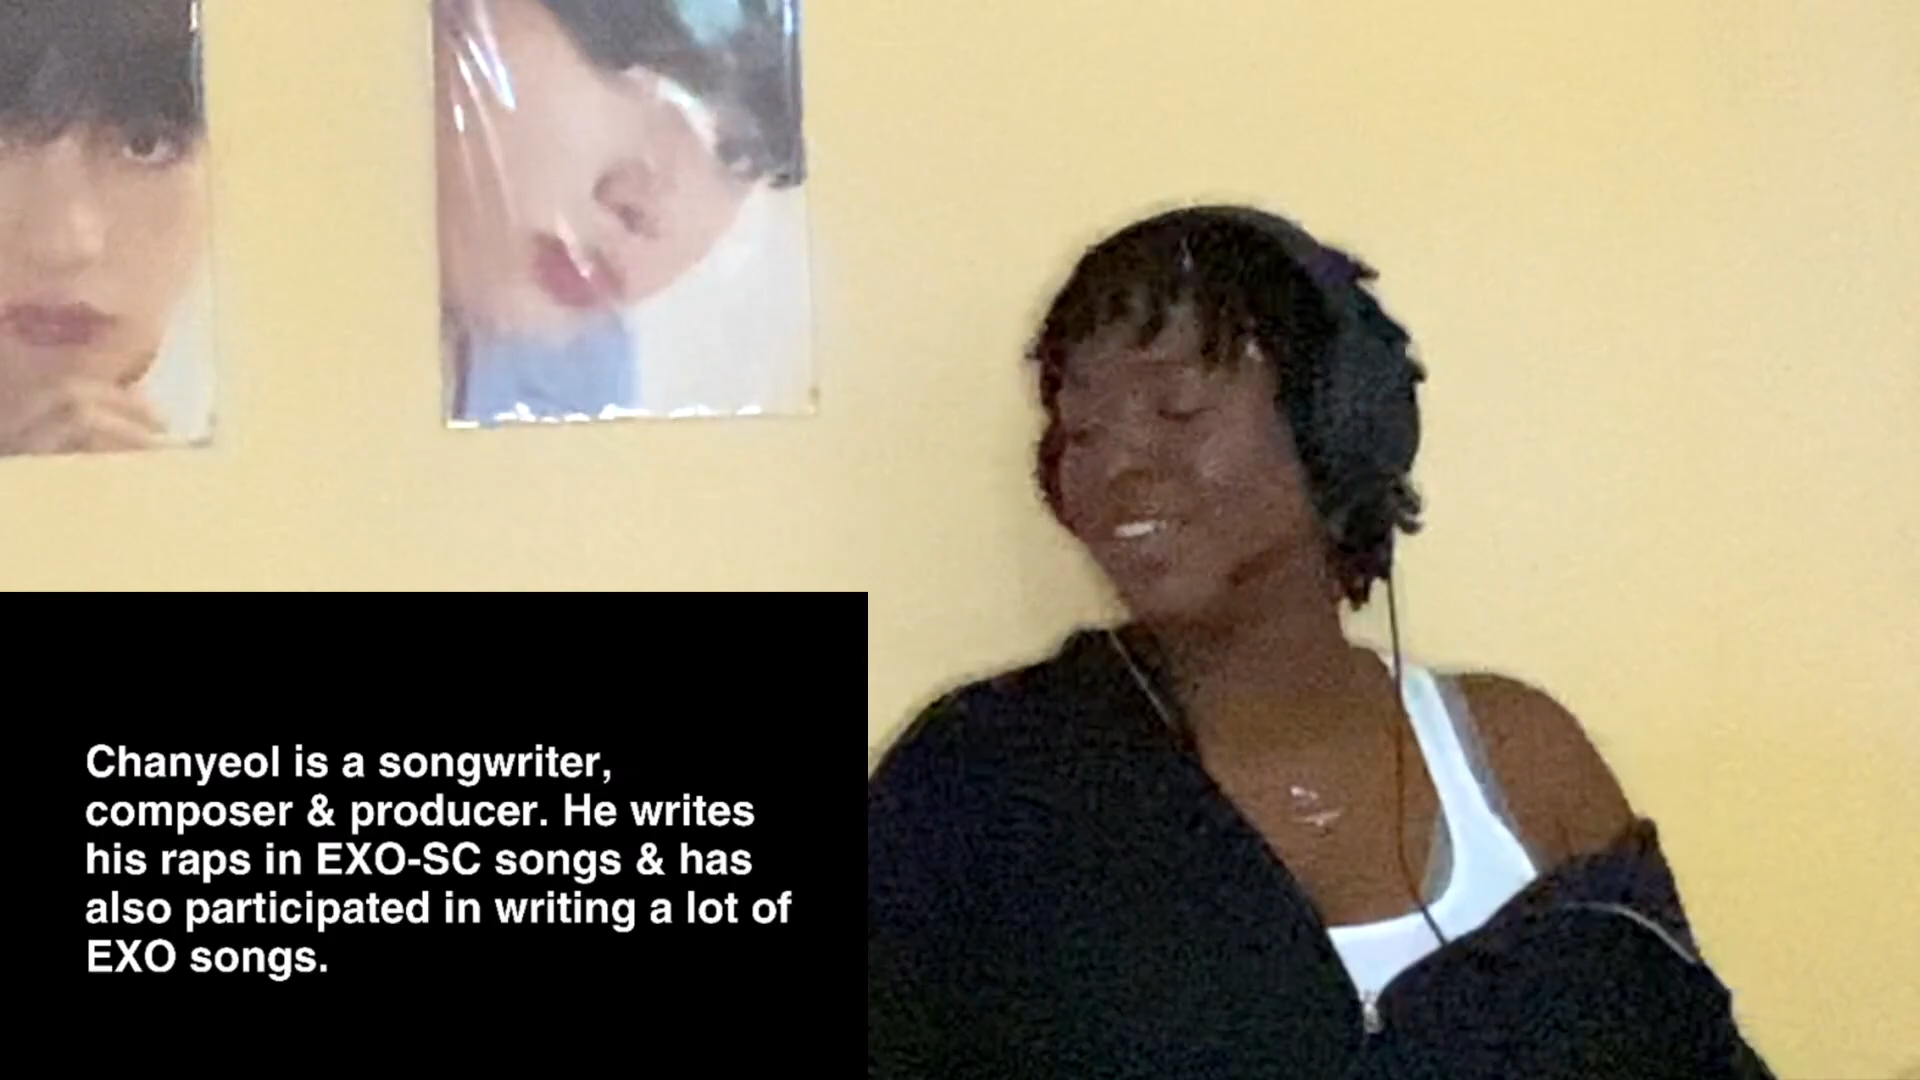 Chanyeol is a songwriter,
composer & producer. He writes
his raps in EXO-SC songs & has
also participated in writing a lot of
EXO songs.